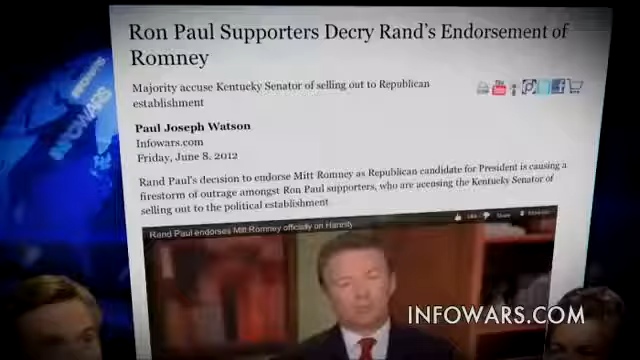 Ron Paul Supporters Decry Rand's Endorsement of
Romney
Majority accuse Kentucky Senator of selling out to Republican
establishment
Paul Joseph Watson
Infowars.com
Friday, June 8, 2012
Rand Paul's decision to endorse Mitt Romney as Republican candidate for President is causing a
firestorm of outrage amongst Ron Paul supporters, who are accusing the Kentucky Senator of
selling out to the political establishment
Rand Paul endorses Mitt Romney officially on Hannity
Share
INFOWARS
INFOWARS.COM